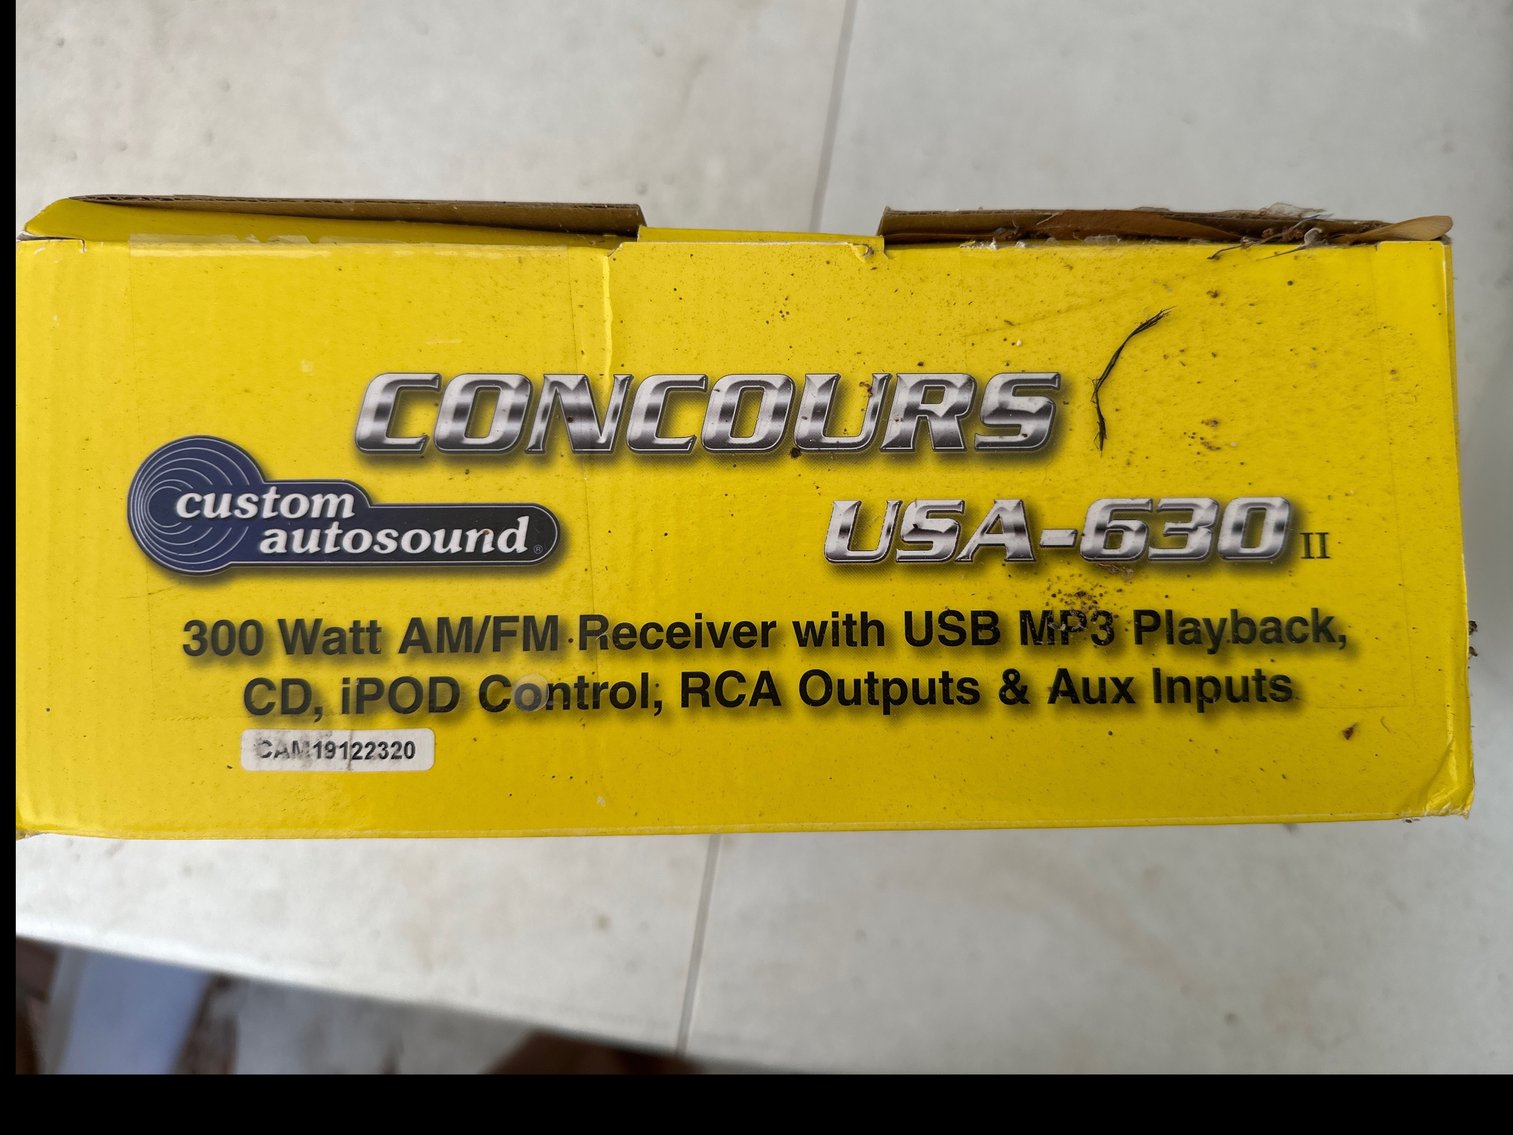 CONCOURS
custom
autosound®
USA-630 II
300 Watt AM/FM Receiver with USB MP3 Playback,
CD, iPOD Control, RCA Outputs & Aux Inputs
CAM19122320